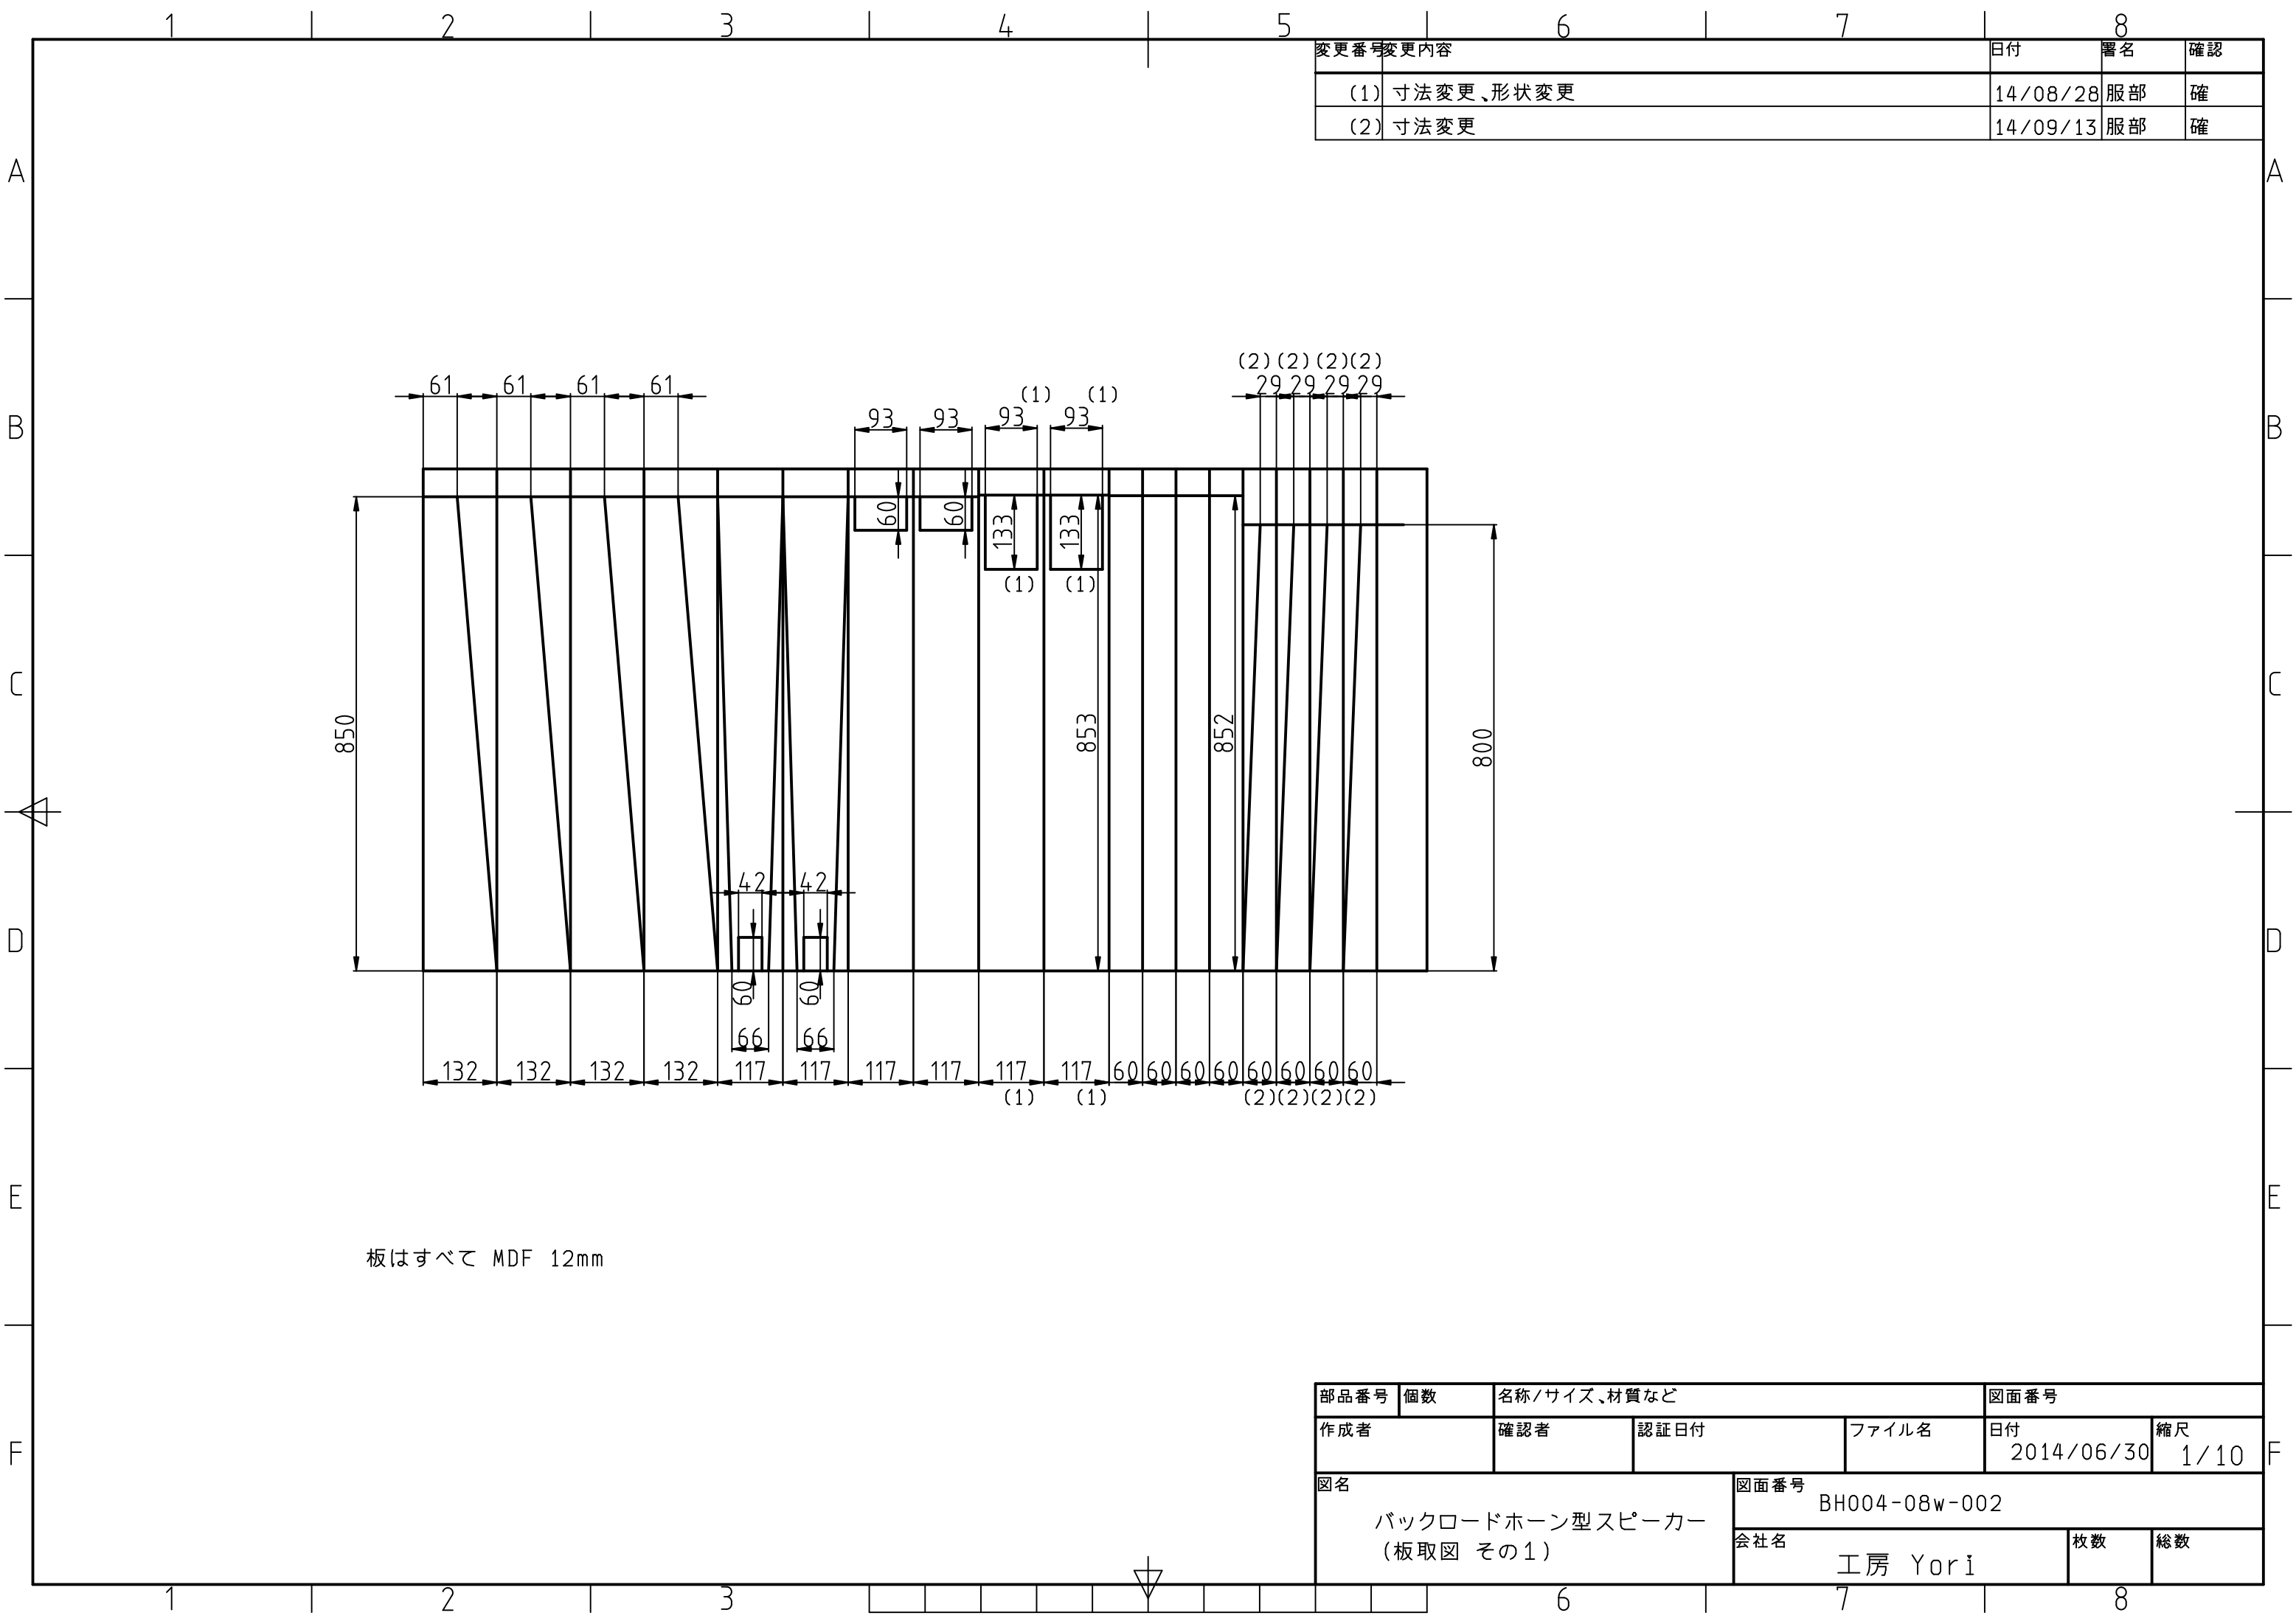 1 2 3 4 5 6 7 8
変更番号 変更内容 日付 署名 確認
(1) 寸法変更、形状変更 14/08/28 服部 確
(2) 寸法変更 14/09/13 服部 確
A A
(2) (2) (2) (2)
61 61 61 61 29 29 29 29
(1) (1)
B 93 93 93 93 B
60 60 133 133
(1) (1)
C C
850 853 852 800
42 42
D D
60 60
66 66
132 132 132 132 117 117 117 117 117 117 60 60 60 60 60 60 60 60
(1) (1) (2) (2) (2) (2)
E E
板はすべて MDF 12mm
部品番号 個数 名称/サイズ、材質など 図面番号
作成者 確認者 認証日付 ファイル名 日付 縮尺
F 2014/06/30 1/10 F
図名 図面番号
BH004-08w-002
バックロードホーン型スピーカー
(板取図 その1)
会社名 枚数 総数
工房 Yori
1 2 3 6 7 8